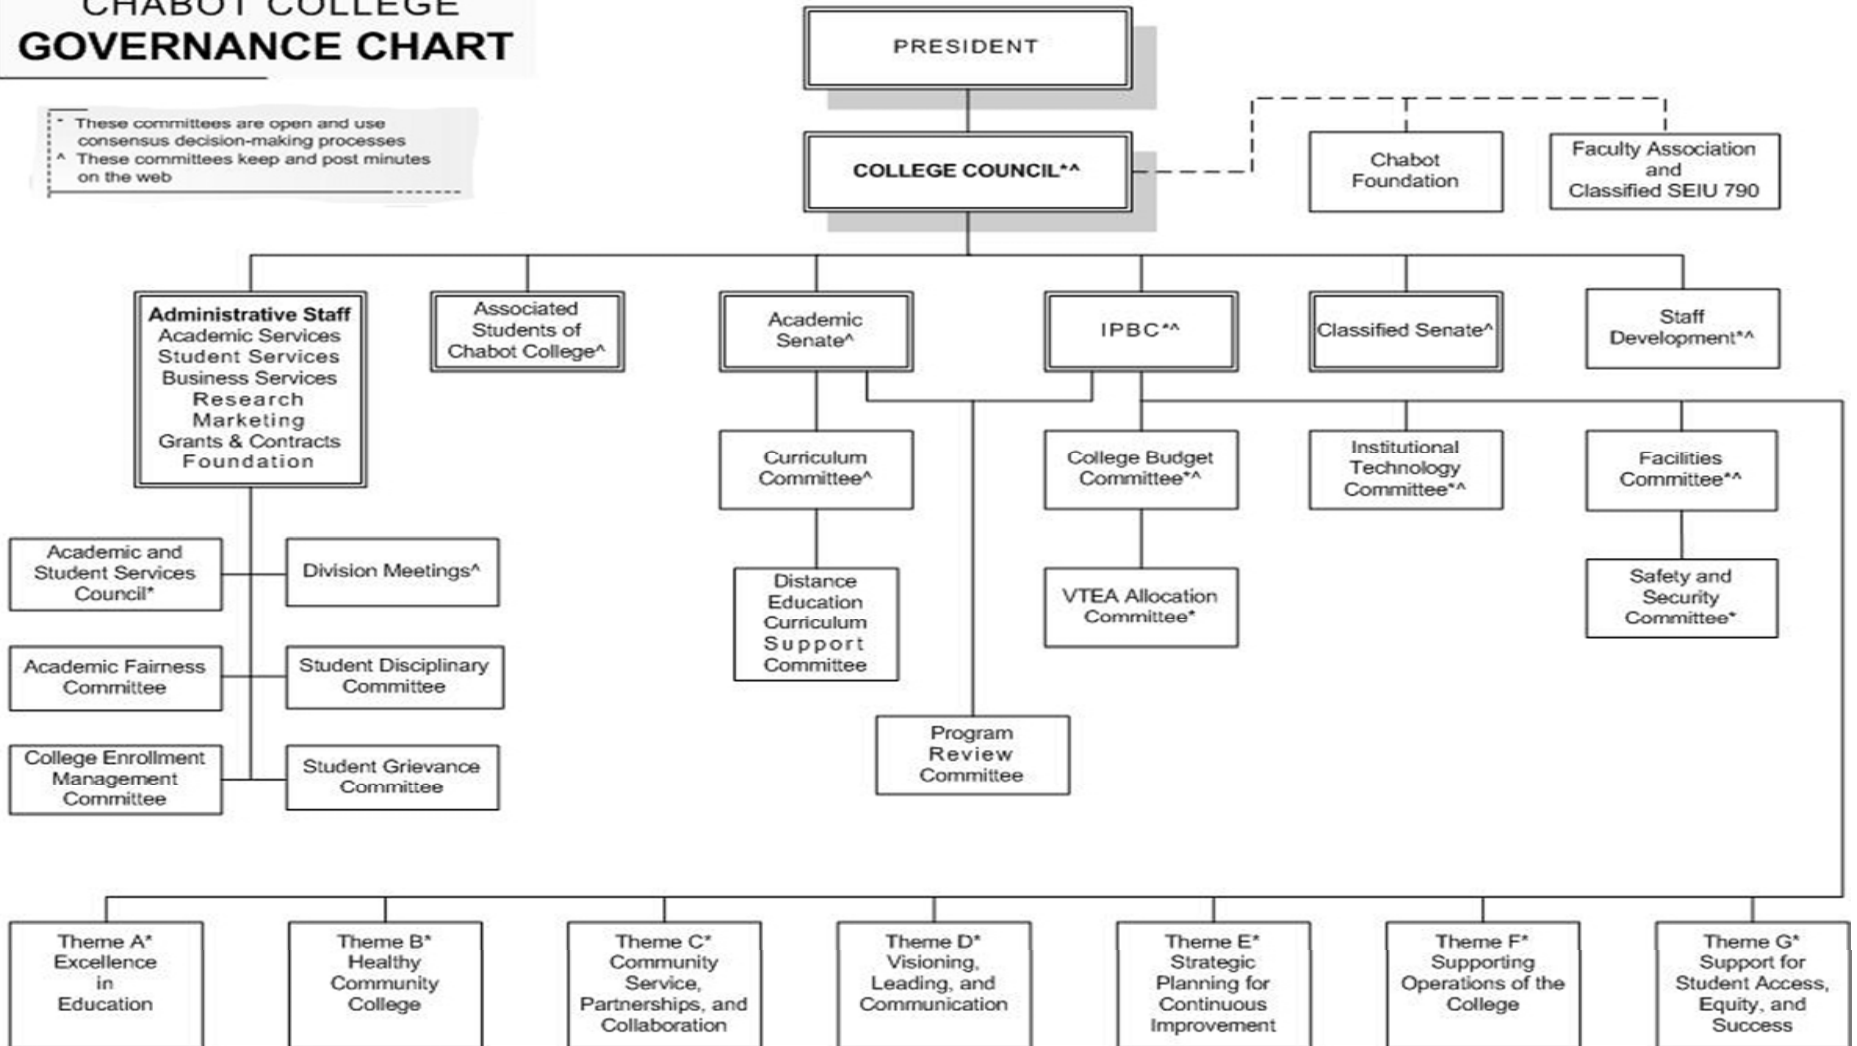 CHABOT COLLEGE
GOVERNANCE CHART
* These committees are open and use
consensus decision-making processes
^ These committees keep and post minutes
on the web
PRESIDENT
COLLEGE COUNCIL*^
Chabot
Foundation
Faculty Association
and
Classified SEIU 790
Administrative Staff
Academic Services
Student Services
Business Services
Research
Marketing
Grants & Contracts
Foundation
Associated
Students of
Chabot College^
Academic
Senate^
IPBC*^
Classified Senate^
Staff
Development*^
Curriculum
Committee^
College Budget
Committee*^
Institutional
Technology
Committee*^
Facilities
Committee*^
Academic and
Student Services
Council*
Division Meetings^
Distance
Education
Curriculum
Support
Committee
VTEA Allocation
Committee*
Safety and
Security
Committee*
Academic Fairness
Committee
Student Disciplinary
Committee
Program
Review
Committee
College Enrollment
Management
Committee
Student Grievance
Committee
Theme A*
Excellence
in
Education
Theme B*
Healthy
Community
College
Theme C*
Community
Service,
Partnerships, and
Collaboration
Theme D*
Visioning,
Leading, and
Communication
Theme E*
Strategic
Planning for
Continuous
Improvement
Theme F*
Supporting
Operations of the
College
Theme G*
Support for
Student Access,
Equity, and
Success